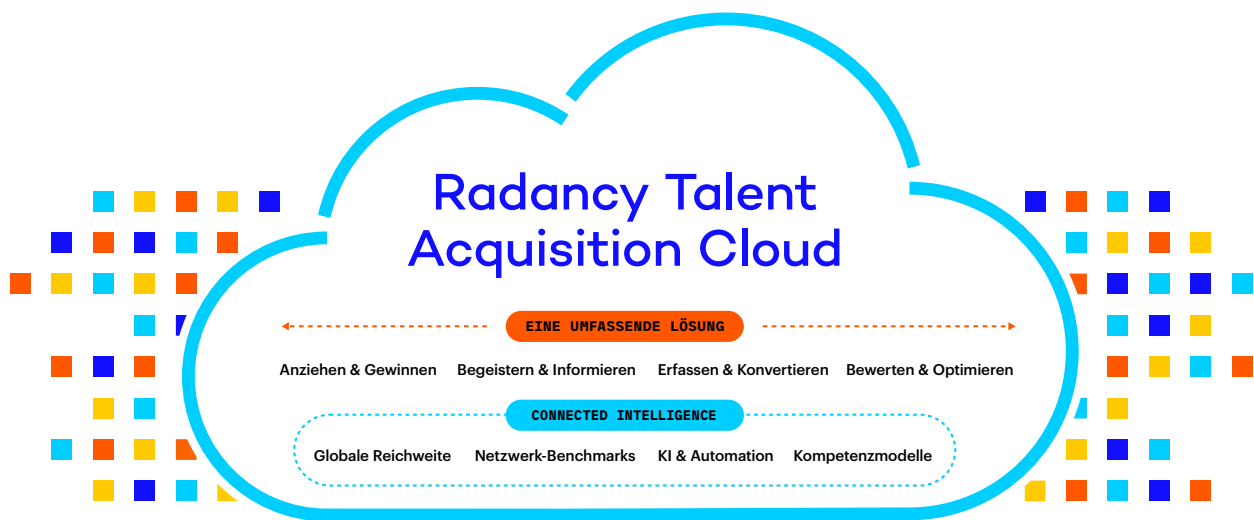 Radancy Talent
Acquisition Cloud
EINE UMFASSENDE LÖSUNG
Anziehen & Gewinnen Begeistern & Informieren Erfassen & Konvertieren Bewerten & Optimieren
CONNECTED INTELLIGENCE
Globale Reichweite Netzwerk-Benchmarks KI & Automation Kompetenzmodelle